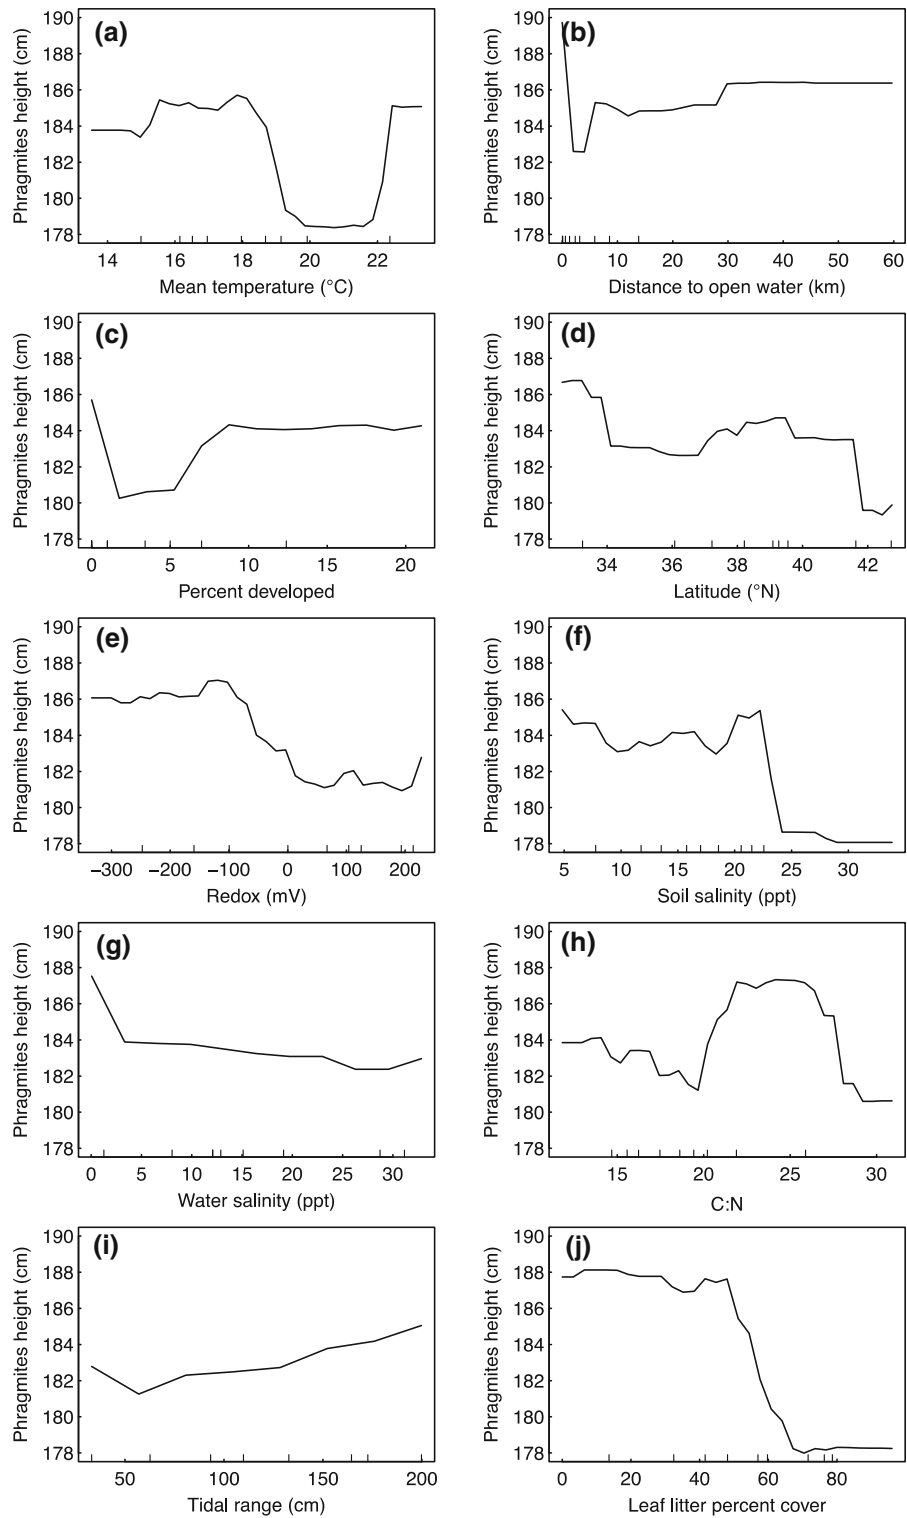 (a)
190
188
186
184
182
180
178
Phragmites height (cm)
14 16 18 20 22
Mean temperature (°C)
(b)
190
188
186
184
182
180
178
Phragmites height (cm)
0 10 20 30 40 50 60
Distance to open water (km)
(c)
190
188
186
184
182
180
178
Phragmites height (cm)
0 5 10 15 20
Percent developed
(d)
190
188
186
184
182
180
178
Phragmites height (cm)
34 36 38 40 42
Latitude (°N)
(e)
190
188
186
184
182
180
178
Phragmites height (cm)
−300 −200 −100 0 100 200
Redox (mV)
(f)
190
188
186
184
182
180
178
Phragmites height (cm)
5 10 15 20 25 30
Soil salinity (ppt)
(g)
190
188
186
184
182
180
178
Phragmites height (cm)
0 5 10 15 20 25 30
Water salinity (ppt)
(h)
190
188
186
184
182
180
178
Phragmites height (cm)
15 20 25 30
C:N
(i)
190
188
186
184
182
180
178
Phragmites height (cm)
50 100 150 200
Tidal range (cm)
(j)
190
188
186
184
182
180
178
Phragmites height (cm)
0 20 40 60 80
Leaf litter percent cover